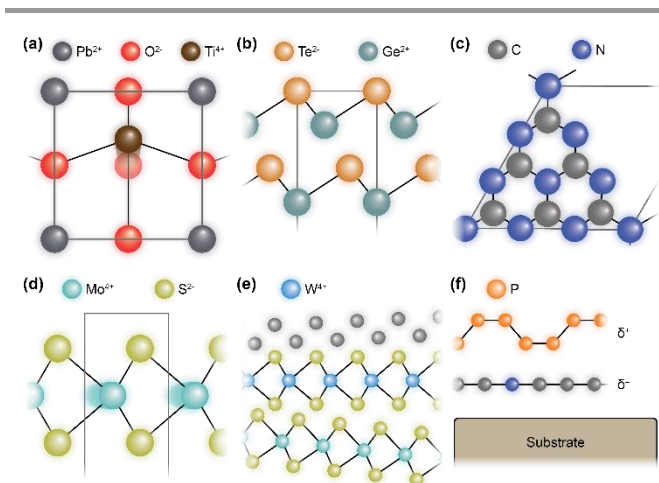 (a) Pb²⁺ O²⁻ Ti⁴⁺
(b) Te²⁻ Ge²⁺
(c) C N
(d) Mo⁴⁺ S²⁻
(e) W⁴⁺
(f) P
δ⁺
δ⁻
Substrate